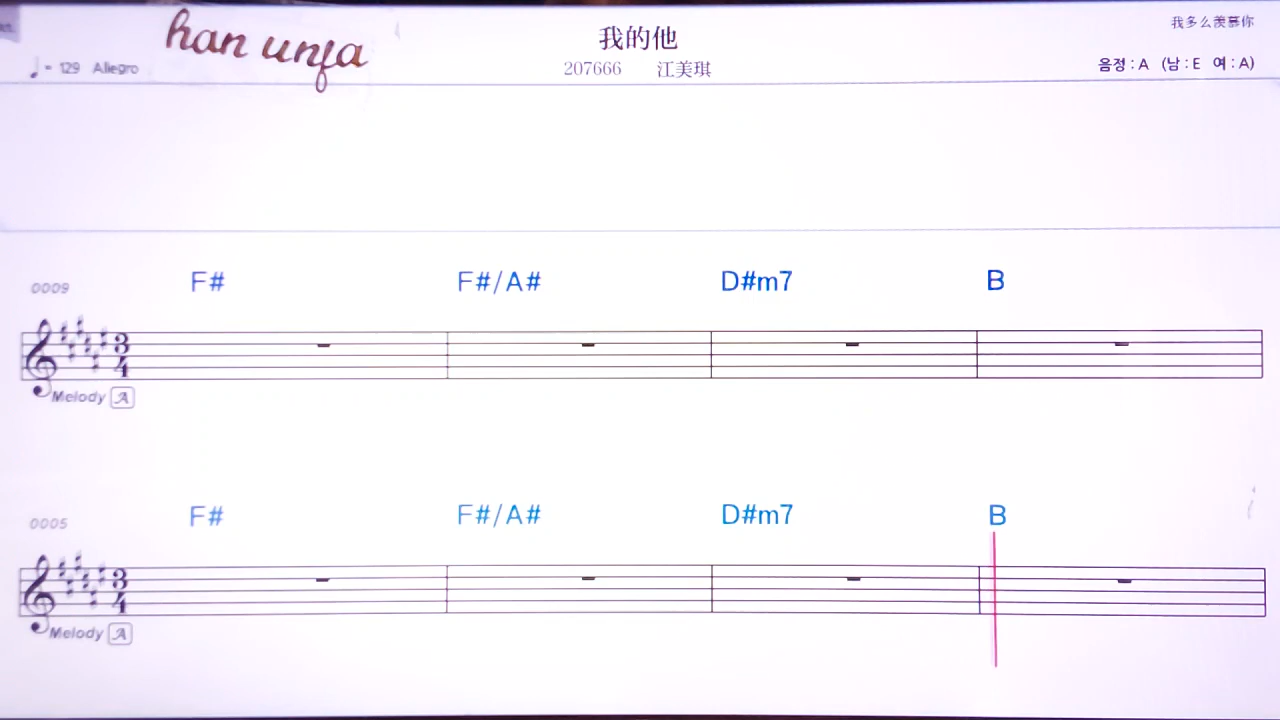 han unfa
我的他
我多么羡慕你
♩= 129 Allegro
207666 江美琪
음정 : A (남 : E 여 : A)
0009 F# F#/A# D#m7 B
3
4
Melody A
0005 F# F#/A# D#m7 B
3
4
Melody A